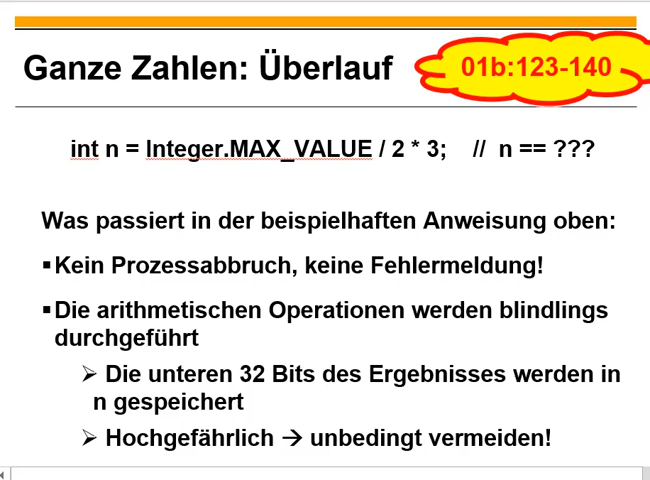 Ganze Zahlen: Überlauf
01b:123-140
int n = Integer.MAX_VALUE / 2 * 3; // n == ???
Was passiert in der beispielhaften Anweisung oben:
▪Kein Prozessabbruch, keine Fehlermeldung!
▪Die arithmetischen Operationen werden blindlings
durchgeführt
➢ Die unteren 32 Bits des Ergebnisses werden in
n gespeichert
➢ Hochgefährlich → unbedingt vermeiden!